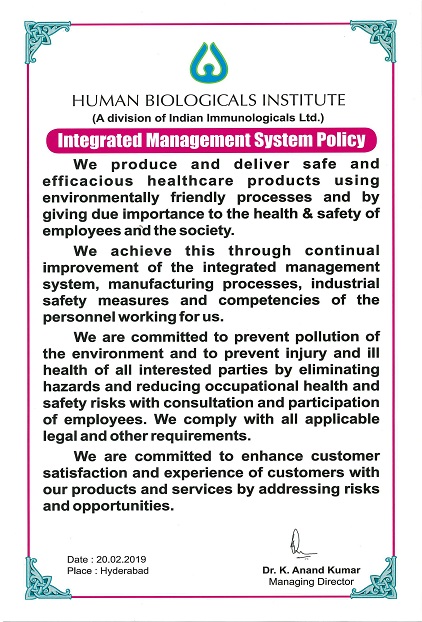 HUMAN BIOLOGICALS INSTITUTE
(A division of Indian Immunologicals Ltd.)
Integrated Management System Policy
We produce and deliver safe and
efficacious healthcare products using
environmentally friendly processes and by
giving due importance to the health & safety of
employees and the society.
We achieve this through continual
improvement of the integrated management
system, manufacturing processes, industrial
safety measures and competencies of the
personnel working for us.
We are committed to prevent pollution of
the environment and to prevent injury and ill
health of all interested parties by eliminating
hazards and reducing occupational health and
safety risks with consultation and participation
of employees. We comply with all applicable
legal and other requirements.
We are committed to enhance customer
satisfaction and experience of customers with
our products and services by addressing risks
and opportunities.
Date : 20.02.2019
Place : Hyderabad
Dr. K. Anand Kumar
Managing Director